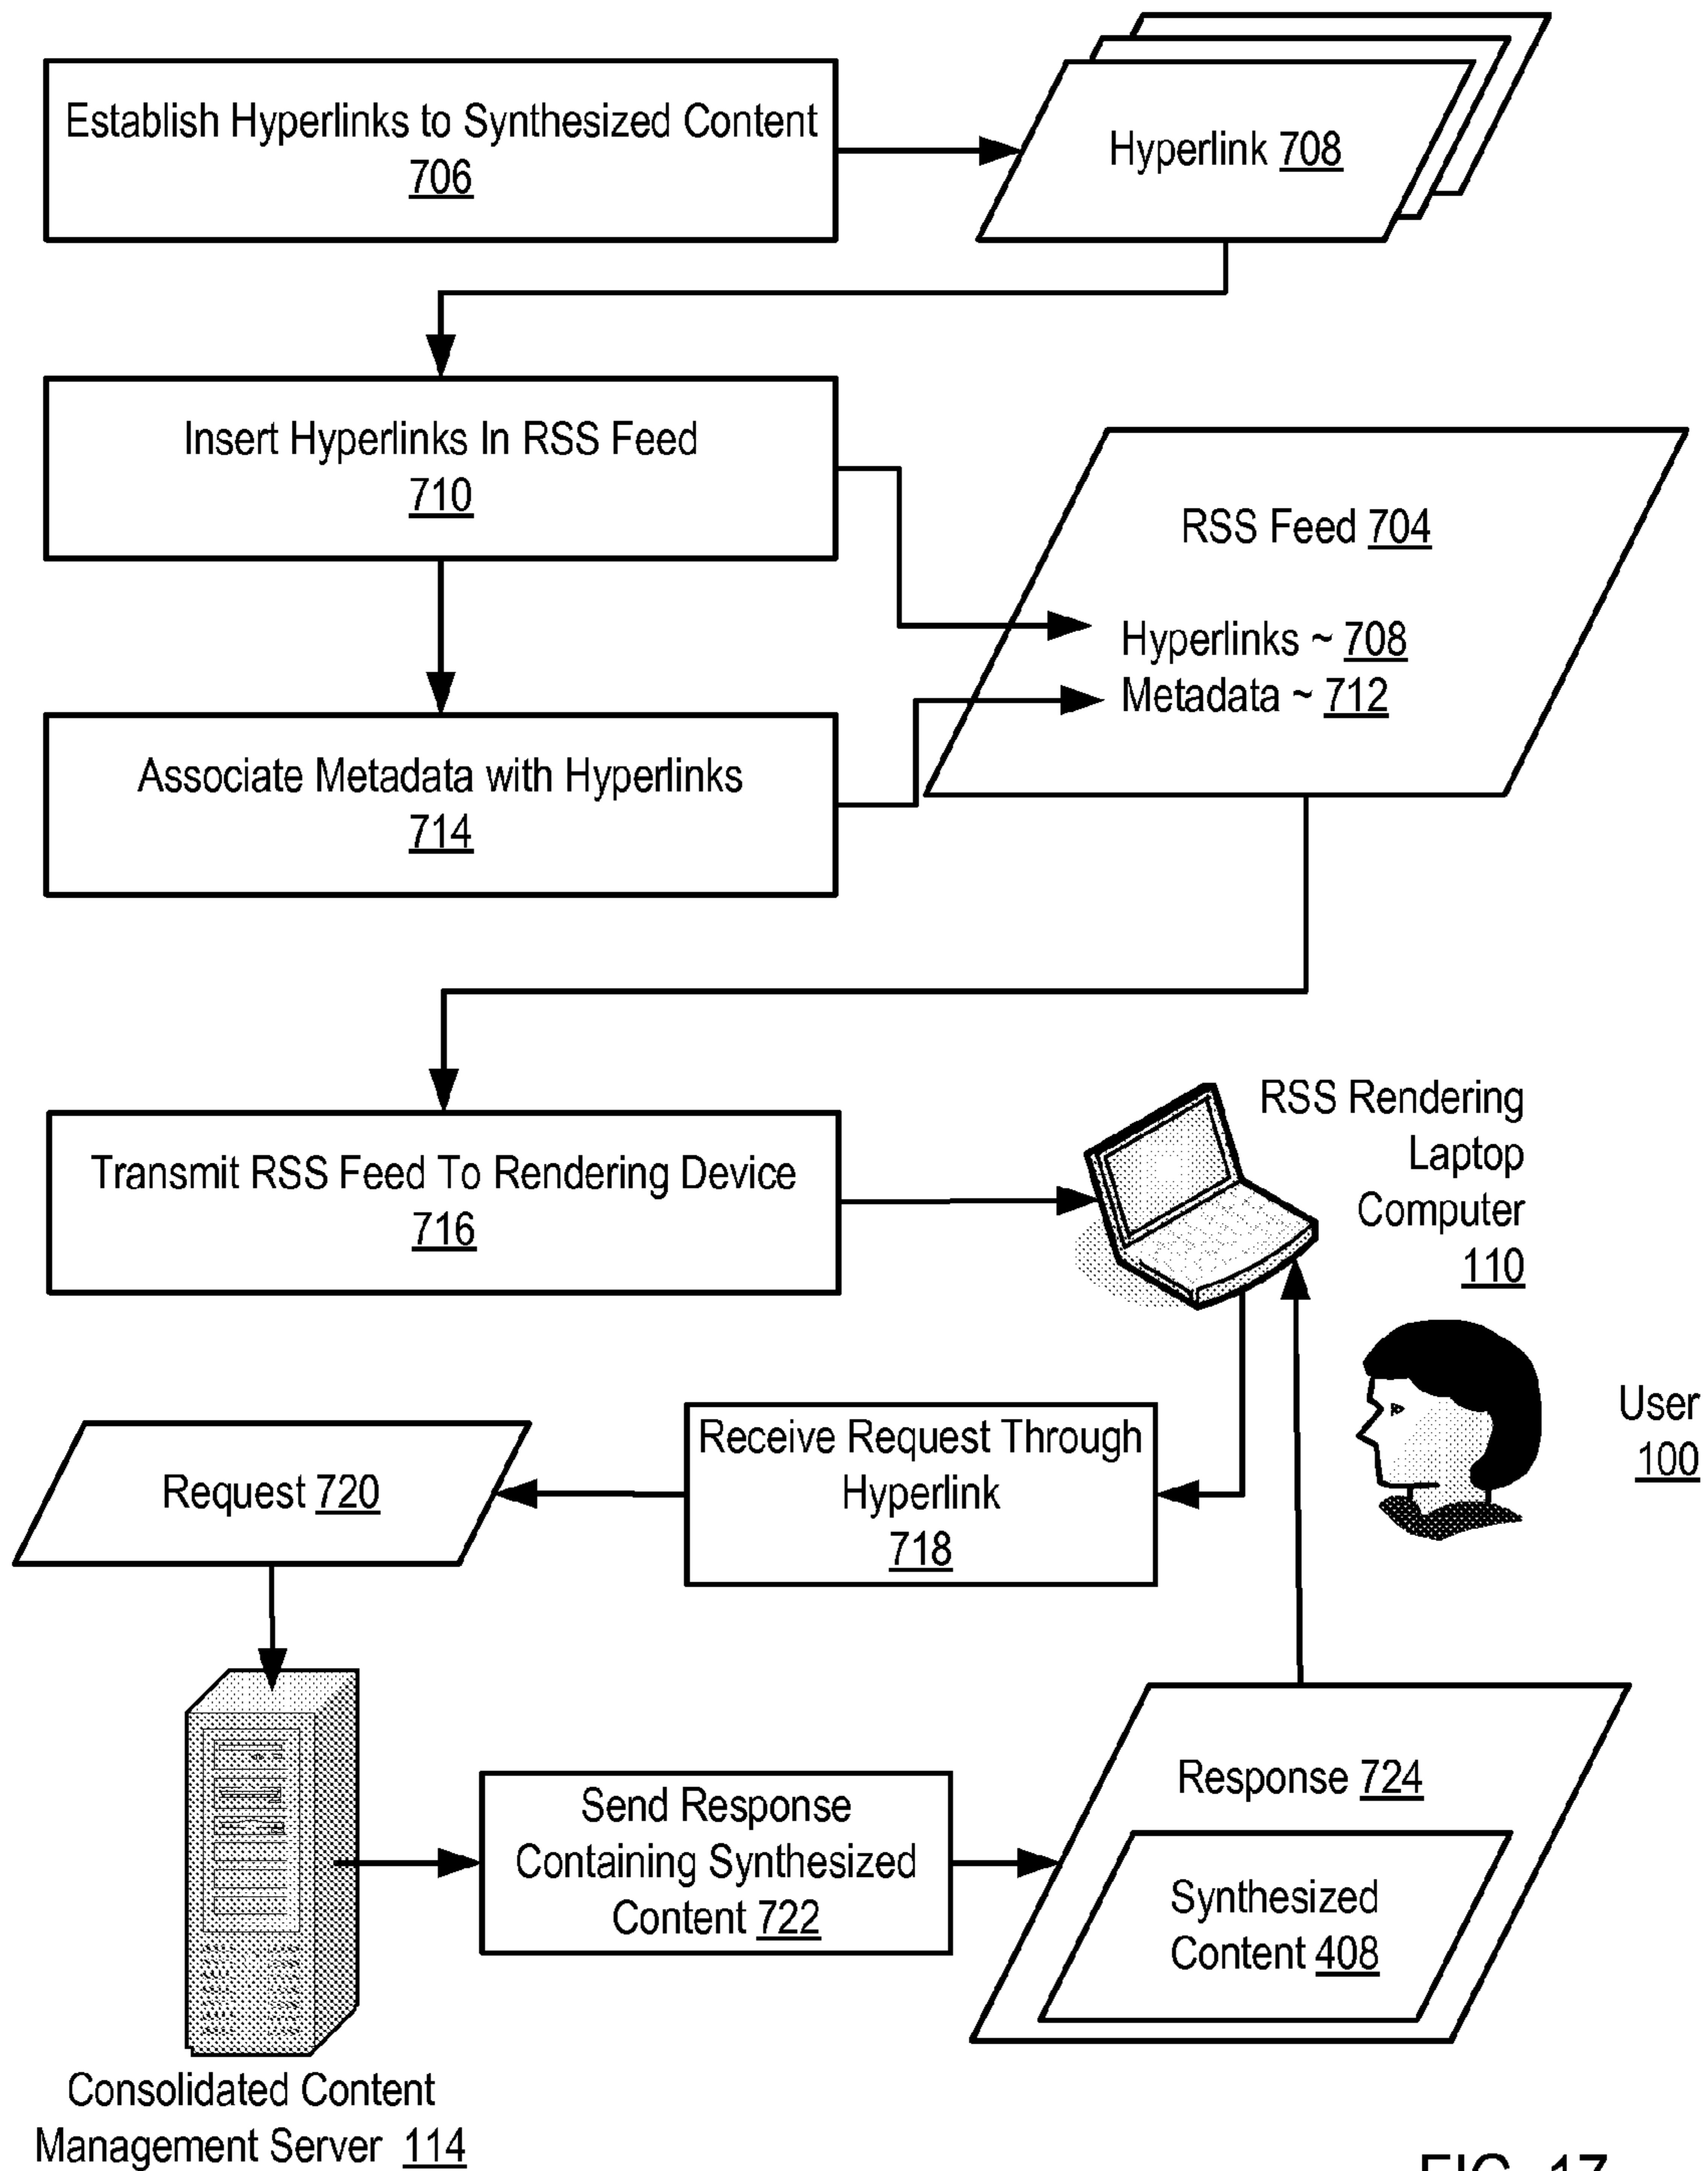 Establish Hyperlinks to Synthesized Content
706
Hyperlink 708
Insert Hyperlinks In RSS Feed
710
RSS Feed 704
Hyperlinks ~ 708
Metadata ~ 712
Associate Metadata with Hyperlinks
714
Transmit RSS Feed To Rendering Device
716
RSS Rendering
Laptop
Computer
110
User
100
Receive Request Through
Hyperlink
718
Request 720
Send Response
Containing Synthesized
Content 722
Response 724
Synthesized
Content 408
Consolidated Content
Management Server 114
FIG. 17